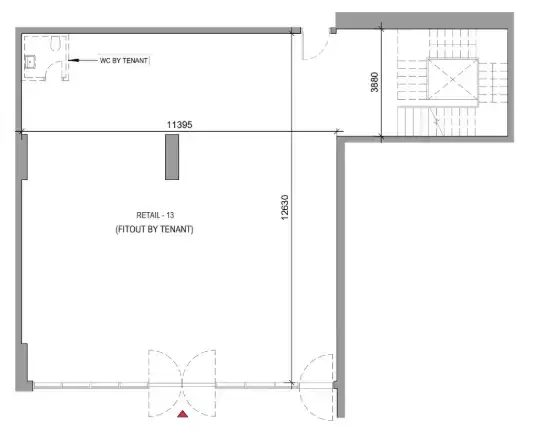 WC BY TENANT
11395
3880
12630
RETAIL - 13
(FITOUT BY TENANT)